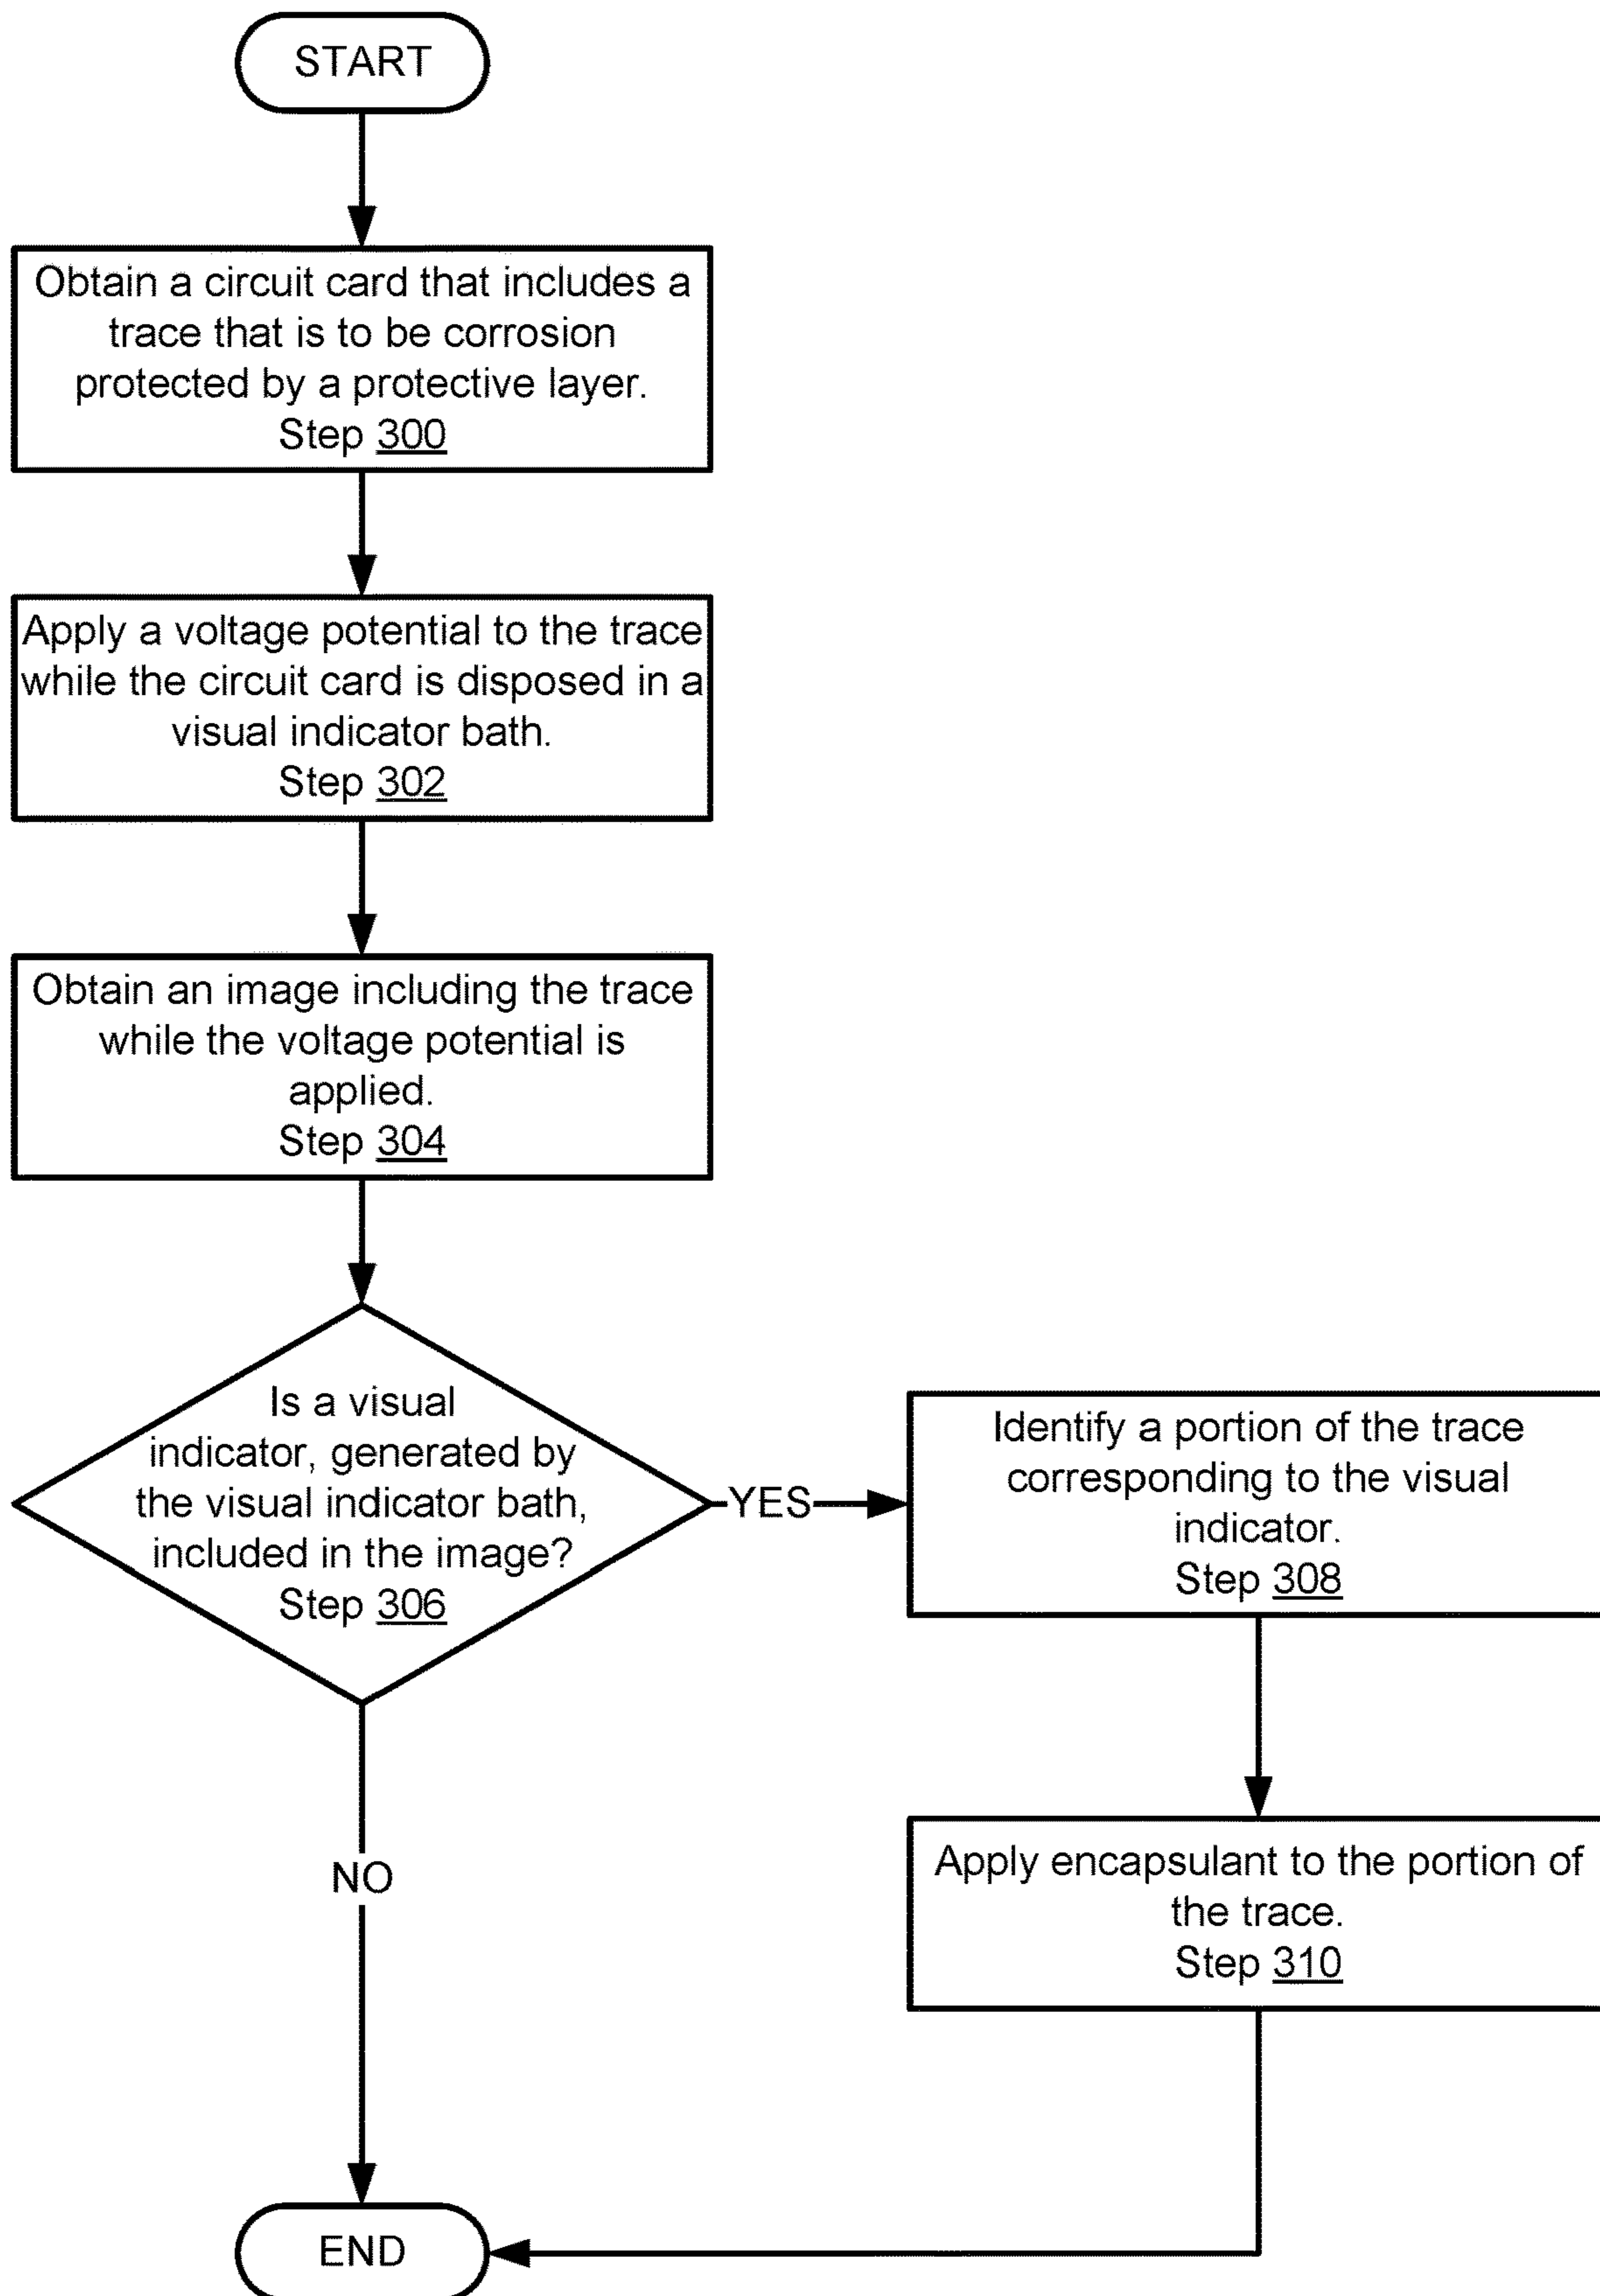 START
Obtain a circuit card that includes a
trace that is to be corrosion
protected by a protective layer.
Step 300
Apply a voltage potential to the trace
while the circuit card is disposed in a
visual indicator bath.
Step 302
Obtain an image including the trace
while the voltage potential is
applied.
Step 304
Is a visual
indicator, generated by
the visual indicator bath,
included in the image?
Step 306
YES
Identify a portion of the trace
corresponding to the visual
indicator.
Step 308
Apply encapsulant to the portion of
the trace.
Step 310
NO
END